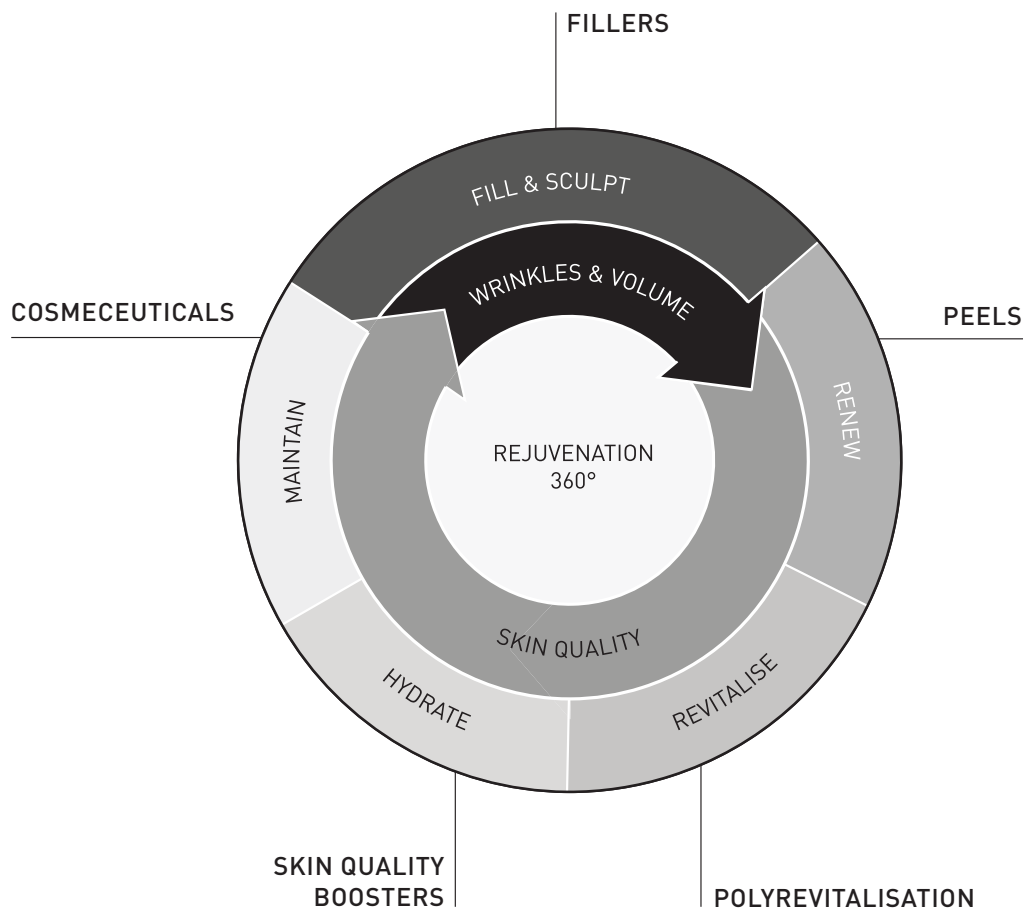 FILLERS
FILL & SCULPT
WRINKLES & VOLUME
COSMECEUTICALS
PEELS
RENEW
MAINTAIN
REJUVENATION
360°
SKIN QUALITY
HYDRATE
REVITALISE
SKIN QUALITY
BOOSTERS
POLYREVITALISATION